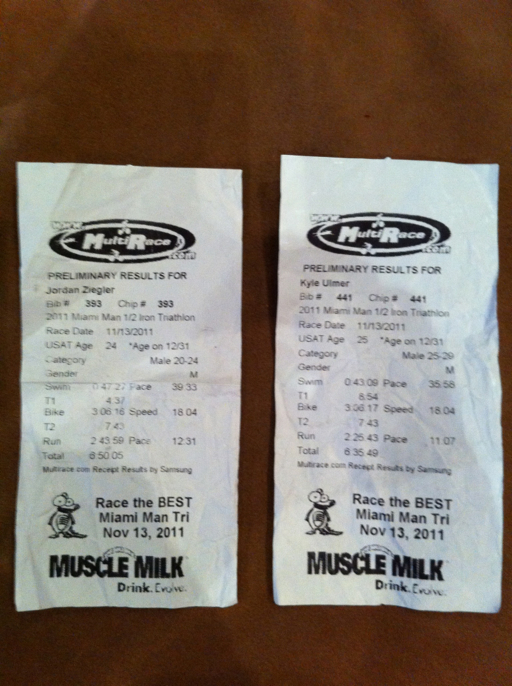 www.
MultiRace
.com
PRELIMINARY RESULTS FOR
Jordan Ziegler
Bib # 393 Chip # 393
2011 Miami Man 1/2 Iron Triathlon
Race Date 11/13/2011
USAT Age 24 *Age on 12/31
Category Male 20-24
Gender M
Swim 0:47:27 Pace 39:33
T1 4:37
Bike 3:06:16 Speed 18.04
T2 7:43
Run 2:43:59 Pace 12:31
Total 6:50:05
Multirace.com Receipt Results by Samsung
Race the BEST
Miami Man Tri
Nov 13, 2011
MUSCLE MILK
Drink. Evolve.
www.
MultiRace
.com
PRELIMINARY RESULTS FOR
Kyle Ulmer
Bib # 441 Chip # 441
2011 Miami Man 1/2 Iron Triathlon
Race Date 11/13/2011
USAT Age 25 *Age on 12/31
Category Male 25-29
Gender M
Swim 0:43:09 Pace 35:58
T1 8:54
Bike 3:06:17 Speed 18.04
T2 7:43
Run 2:25:43 Pace 11:07
Total 6:35:49
Multirace.com Receipt Results by Samsung
Race the BEST
Miami Man Tri
Nov 13, 2011
MUSCLE MILK
Drink. Evolve.